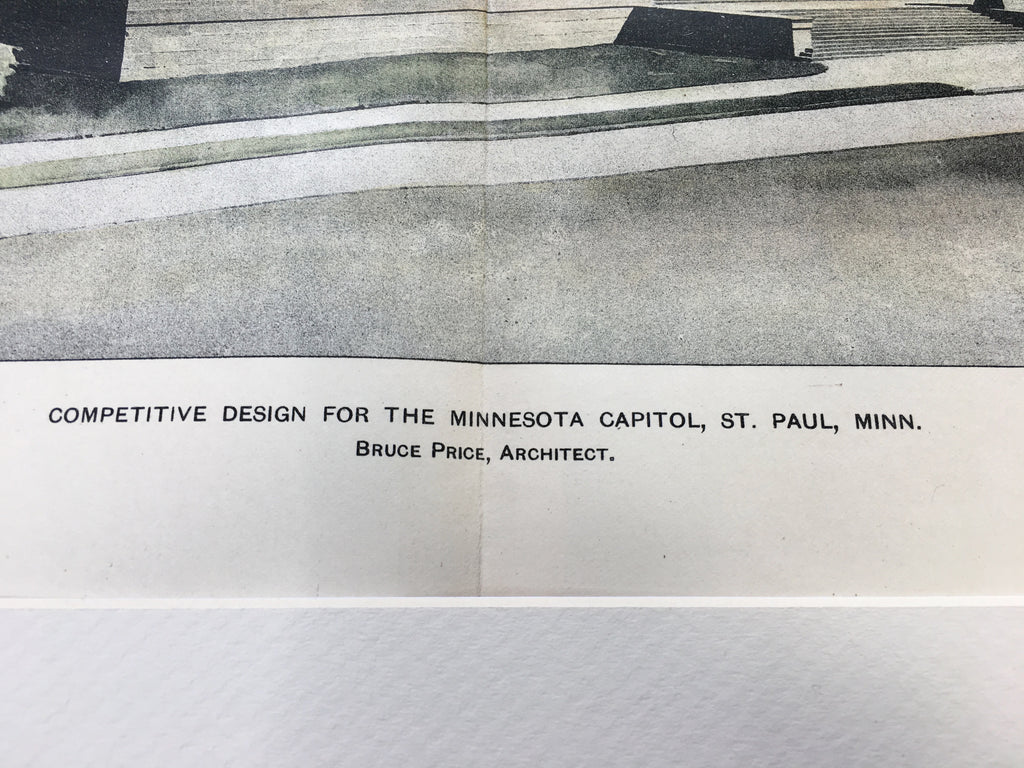 COMPETITIVE DESIGN FOR THE MINNESOTA CAPITOL, ST. PAUL, MINN.
BRUCE PRICE, ARCHITECT.